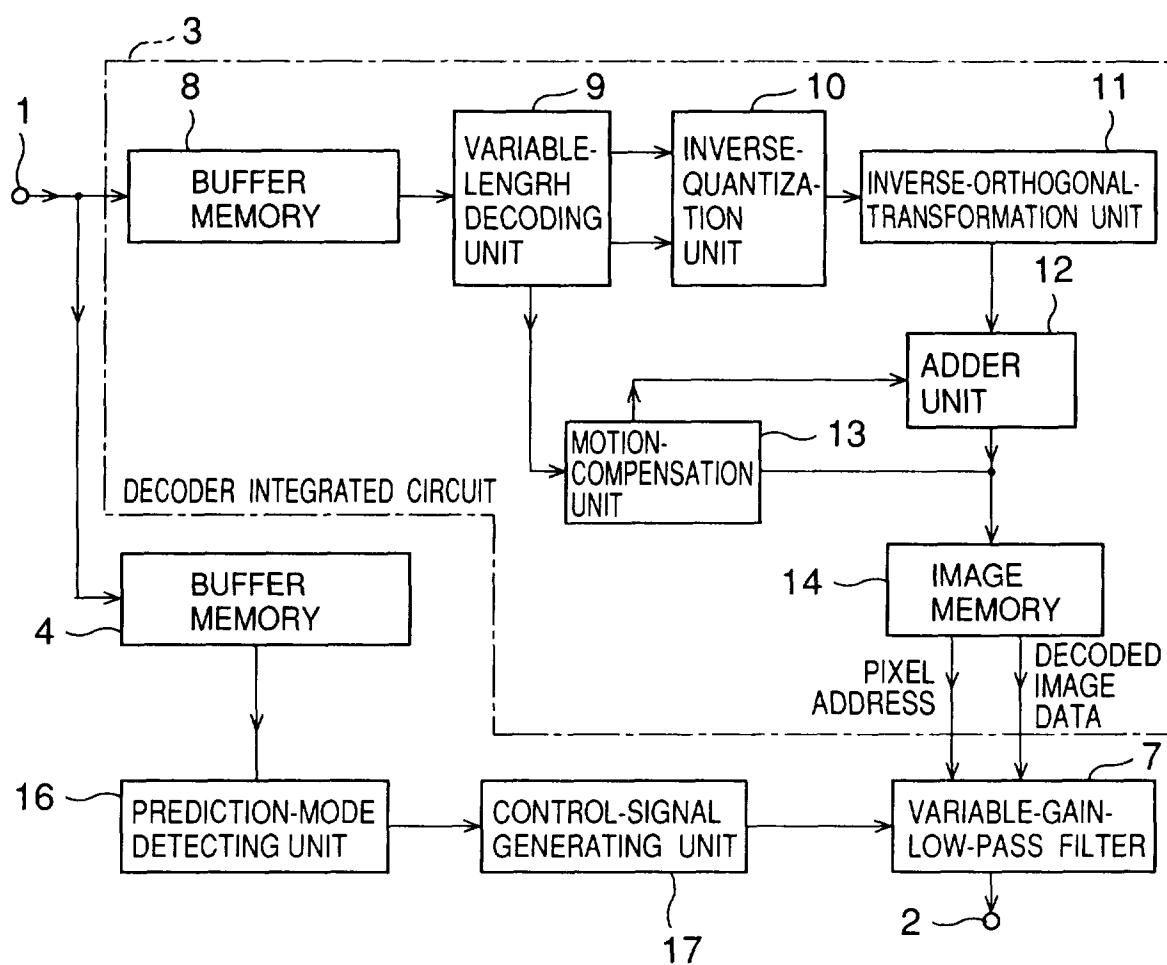 3
1
8
9
10
11
BUFFER
MEMORY
VARIABLE-
LENGRH
DECODING
UNIT
INVERSE-
QUANTIZA-
TION
UNIT
INVERSE-ORTHOGONAL-
TRANSFORMATION UNIT
12
ADDER
UNIT
13
MOTION-
COMPENSATION
UNIT
DECODER INTEGRATED CIRCUIT
14
IMAGE
MEMORY
4
BUFFER
MEMORY
PIXEL
ADDRESS
DECODED
IMAGE
DATA
7
16
PREDICTION-MODE
DETECTING UNIT
CONTROL-SIGNAL
GENERATING UNIT
VARIABLE-GAIN-
LOW-PASS FILTER
17
2